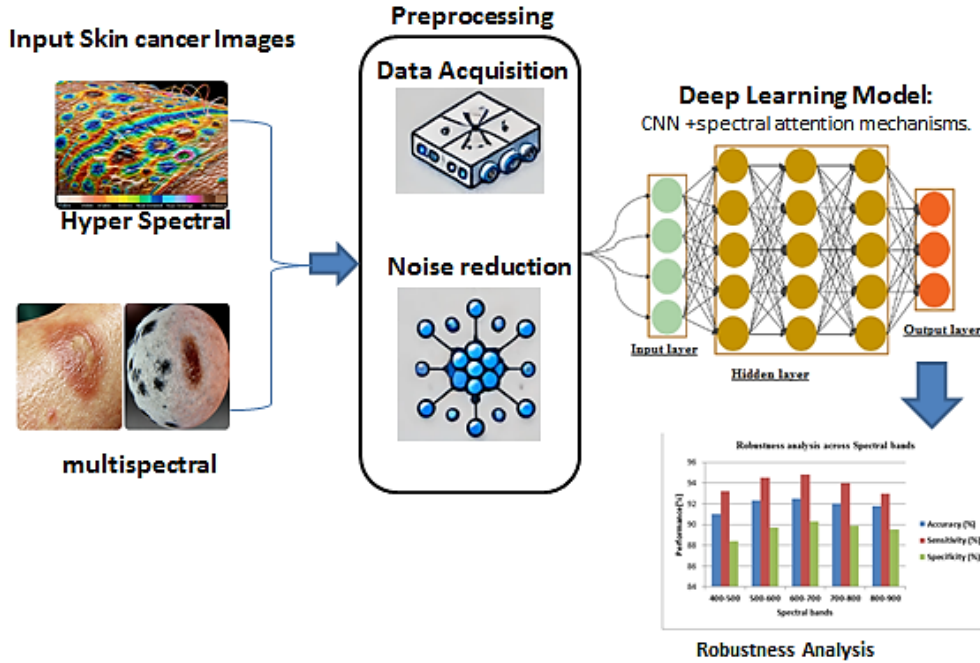 Preprocessing
Input Skin cancer Images
Data Acquisition
Hyper Spectral
Noise reduction
multispectral
Deep Learning Model:
CNN +spectral attention mechanisms.
Input layer
Hidden layer
Output layer
Robustness analysis across Spectral bands
Performance(%)
96
94
92
90
88
86
84
400-500
500-600
600-700
700-800
800-900
Spectral bands
Accuracy (%)
Sensitivity (%)
Specificity (%)
Robustness Analysis